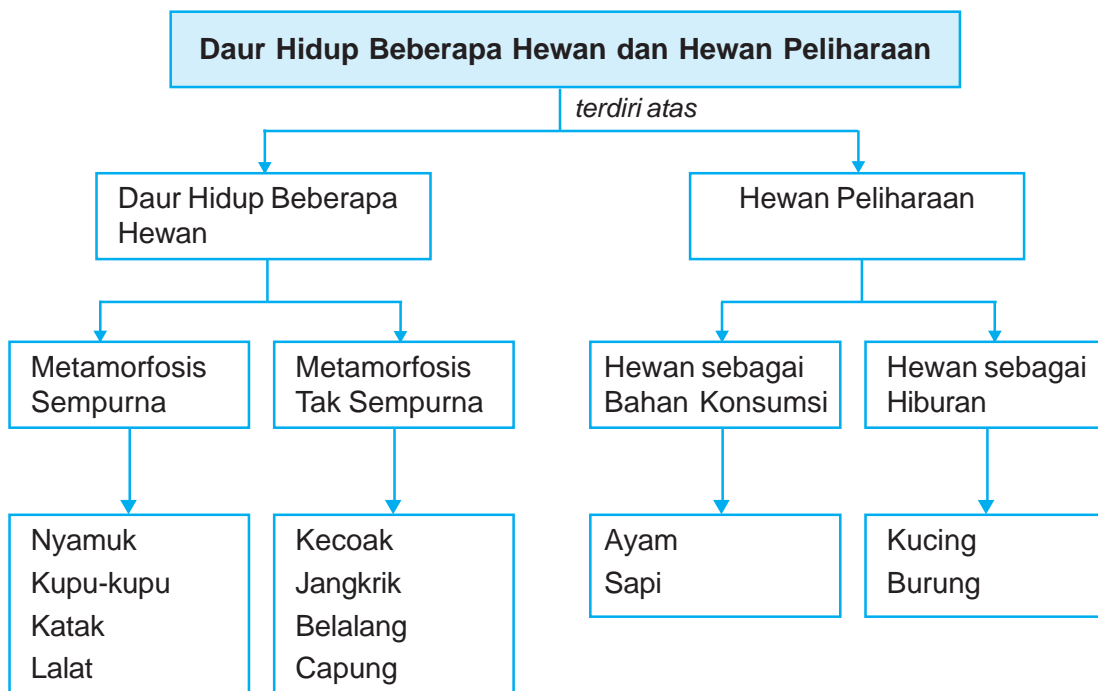 Daur Hidup Beberapa Hewan dan Hewan Peliharaan
terdiri atas
Daur Hidup Beberapa
Hewan
Hewan Peliharaan
Metamorfosis
Sempurna
Metamorfosis
Tak Sempurna
Hewan sebagai
Bahan Konsumsi
Hewan sebagai
Hiburan
Nyamuk
Kupu-kupu
Katak
Lalat
Kecoak
Jangkrik
Belalang
Capung
Ayam
Sapi
Kucing
Burung